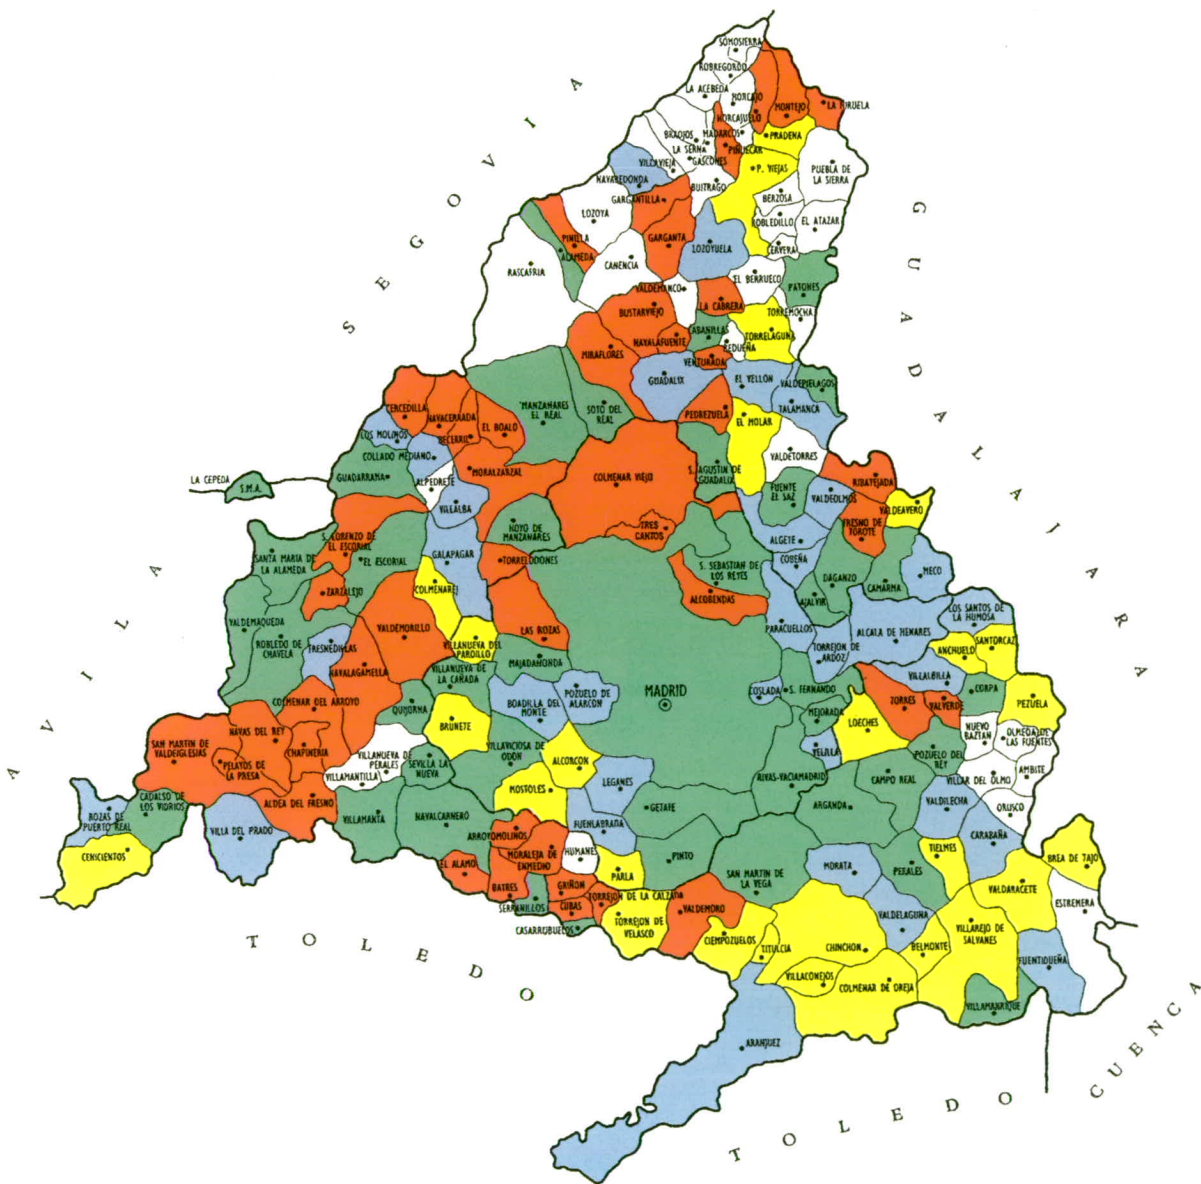 SOMOSIERRA
ROBREGORDO
LA ACEBEDA
HORCAJO
HORCAJUELO
MONTEJO
LA HIRUELA
BRAOJOS
MADARCOS
PRADENA
LA SERNA
PIÑUECAR
GASCONES
VILLAVIEJA
P. VIEJAS
PUEBLA DE
LA SIERRA
NAVAREDONDA
BUITRAGO
GARGANTILLA
BERZOSA
LOZOYA
ROBLEDILLO
EL ATAZAR
PINILLA
GARGANTA
LOZOYUELA
CERVERA
ALAMEDA
RASCAFRIA
CANENCIA
EL BERRUECO
VALDEMANCO
PATONES
BUSTARVIEJO
LA CABRERA
TORREMOCHA
NAVALAFUENTE
CABANILLAS
TORRELAGUNA
REDUEÑA
MIRAFLORES
VENTURADA
GUADALIX
EL VELLON
VALDEPIELAGOS
CERCEDILLA
MANZANARES
EL REAL
SOTO DEL
REAL
TALAMANCA
NAVACERRADA
PEDREZUELA
EL MOLAR
LOS MOLINOS
BECERRIL
EL BOALO
COLLADO MEDIANO
VALDETORRES
LA CEPEDA
GUADARRAMA
MORALZARZAL
S. AGUSTIN DE
GUADALIX
ALPEDRETE
COLMENAR VIEJO
RIBATEJADA
S.M.A.
FUENTE
EL SAZ
VALDEOLMOS
VILLALBA
VALDEAVERO
S. LORENZO DE
EL ESCORIAL
HOYO DE
MANZANARES
TRES
CANTOS
FRESNO DE
TOROTE
ALGETE
SANTA MARIA DE
LA ALAMEDA
EL ESCORIAL
GALAPAGAR
TORRELODONES
S. SEBASTIAN DE
LOS REYES
COBEÑA
MECO
COLMENAREJO
DAGANZO
CAMARMA
ZARZALEJO
ALCOBENDAS
AJALVIR
LOS SANTOS DE
LA HUMOSA
VALDEMAQUEDA
VALDEMORILLO
PARACUELLOS
ROBLEDO DE
CHAVELA
LAS ROZAS
ALCALA DE HENARES
SANTORCAZ
FRESNEDILLAS
VILLANUEVA DEL
PARDILLO
TORREJON DE
ARDOZ
ANCHUELO
NAVALAGAMELLA
VILLANUEVA DE
LA CAÑADA
MAJADAHONDA
VILLALBILLA
MADRID
COSLADA
S. FERNANDO
CORPA
POZUELO DE
ALARCON
COLMENAR DEL ARROYO
QUIJORNA
BOADILLA DEL
MONTE
TORRES
VALVERDE
PEZUELA
BRUNETE
MEJORADA
LOECHES
NUEVO
BAZTAN
OLMEDA DE
LAS FUENTES
NAVAS DEL REY
SAN MARTIN DE
VALDEIGLESIAS
CHAPINERIA
VILLANUEVA DE
PERALES
SEVILLA LA
NUEVA
VILLAVICIOSA DE
ODON
VELILLA
POZUELO DEL
REY
PELAYOS DE
LA PRESA
VILLAMANTILLA
ALCORCON
RIVAS-VACIAMADRID
CAMPO REAL
VILLAR DEL OLMO
AMBITE
MOSTOLES
LEGANES
CADALSO DE
LOS VIDRIOS
ALDEA DEL FRESNO
GETAFE
ARGANDA
VALDILECHA
ORUSCO
ROZAS DE
PUERTO REAL
VILLAMANTA
NAVALCARNERO
FUENLABRADA
VILLA DEL PRADO
ARROYOMOLINOS
CARABAÑA
CENICIENTOS
MORALEJA DE
ENMEDIO
HUMANES
PINTO
TIELMES
BREA DE TAJO
EL ALAMO
PARLA
SAN MARTIN DE
LA VEGA
MORATA
PERALES
BATRES
GRIÑON
VALDARACETE
SERRANILLOS
CUBAS
TORREJON DE LA CALZADA
ESTREMERA
VALDEMORO
VALDELAGUNA
CASARRUBUELOS
TORREJON DE
VELASCO
VILLAREJO DE
SALVANES
CIEMPOZUELOS
TITULCIA
CHINCHON
BELMONTE
FUENTIDUEÑA
VILLACONEJOS
COLMENAR DE OREJA
VILLAMANRIQUE
ARANJUEZ
SEGOVIA
GUADALAJARA
AVILA
TOLEDO
TOLEDO
CUENCA